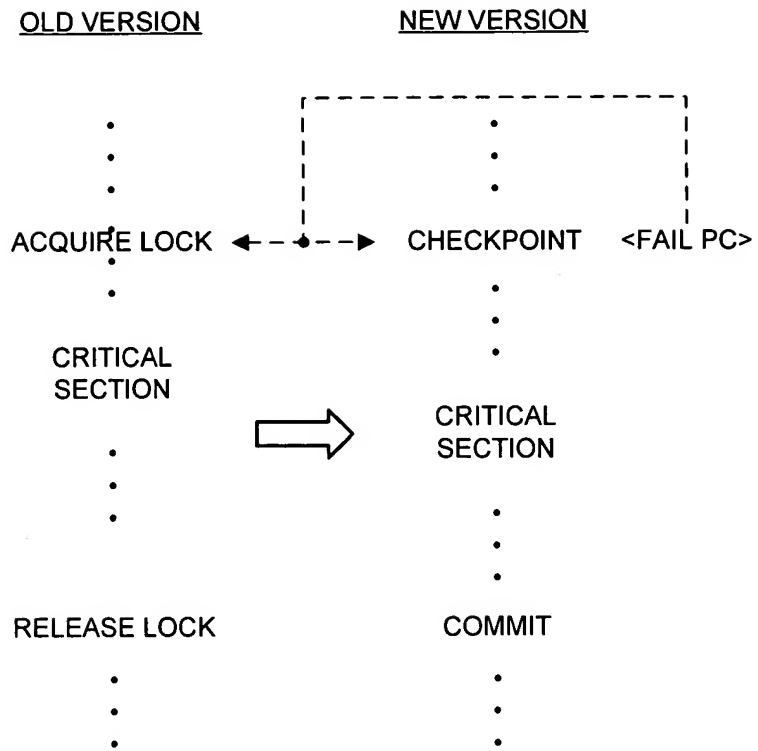 OLD VERSION
NEW VERSION
ACQUIRE LOCK
CHECKPOINT
<FAIL PC>
CRITICAL
SECTION
CRITICAL
SECTION
RELEASE LOCK
COMMIT